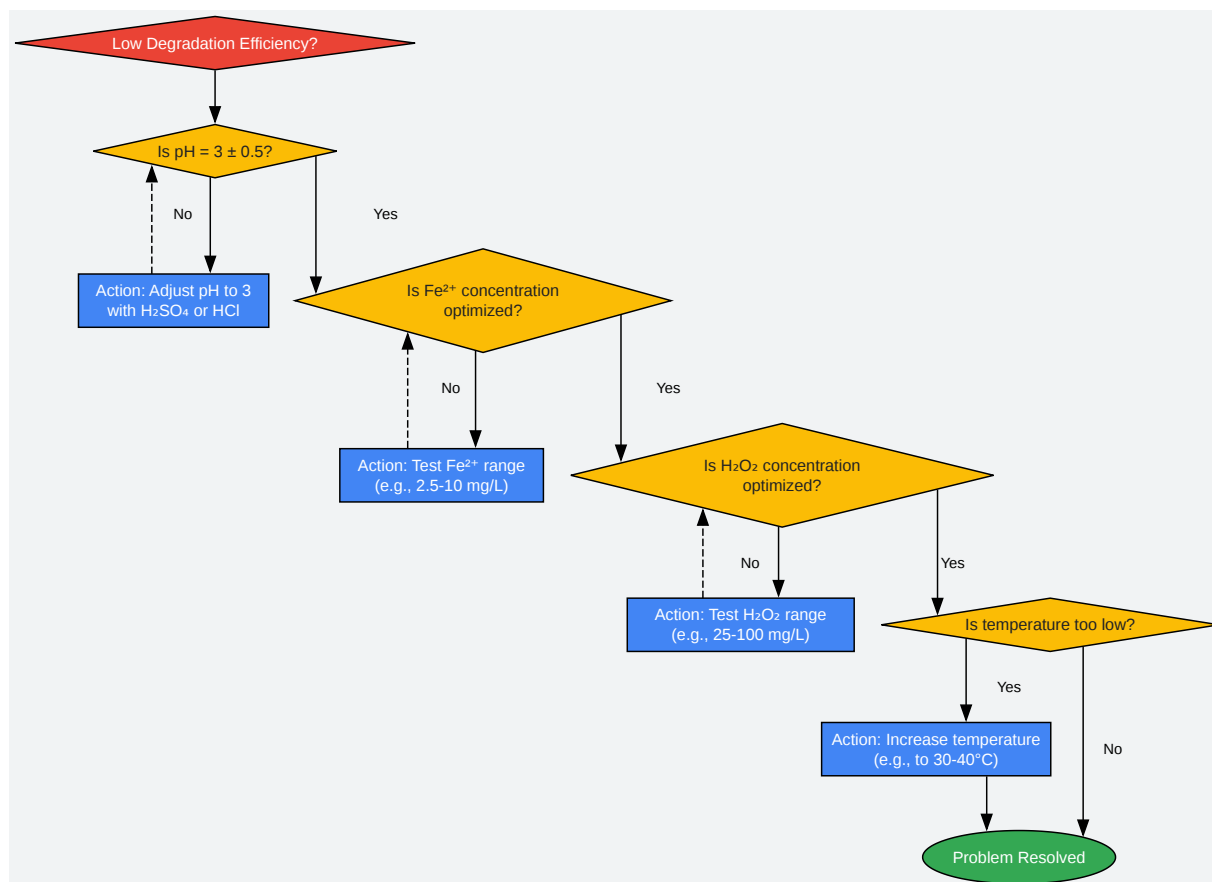 Low Degradation Efficiency?
Is pH = 3 ± 0.5?
No
Yes
Action: Adjust pH to 3
with H₂SO₄ or HCl
Is Fe²⁺ concentration
optimized?
No
Yes
Action: Test Fe²⁺ range
(e.g., 2.5-10 mg/L)
Is H₂O₂ concentration
optimized?
No
Yes
Action: Test H₂O₂ range
(e.g., 25-100 mg/L)
Is temperature too low?
Yes
Action: Increase temperature
(e.g., to 30-40°C)
No
Problem Resolved